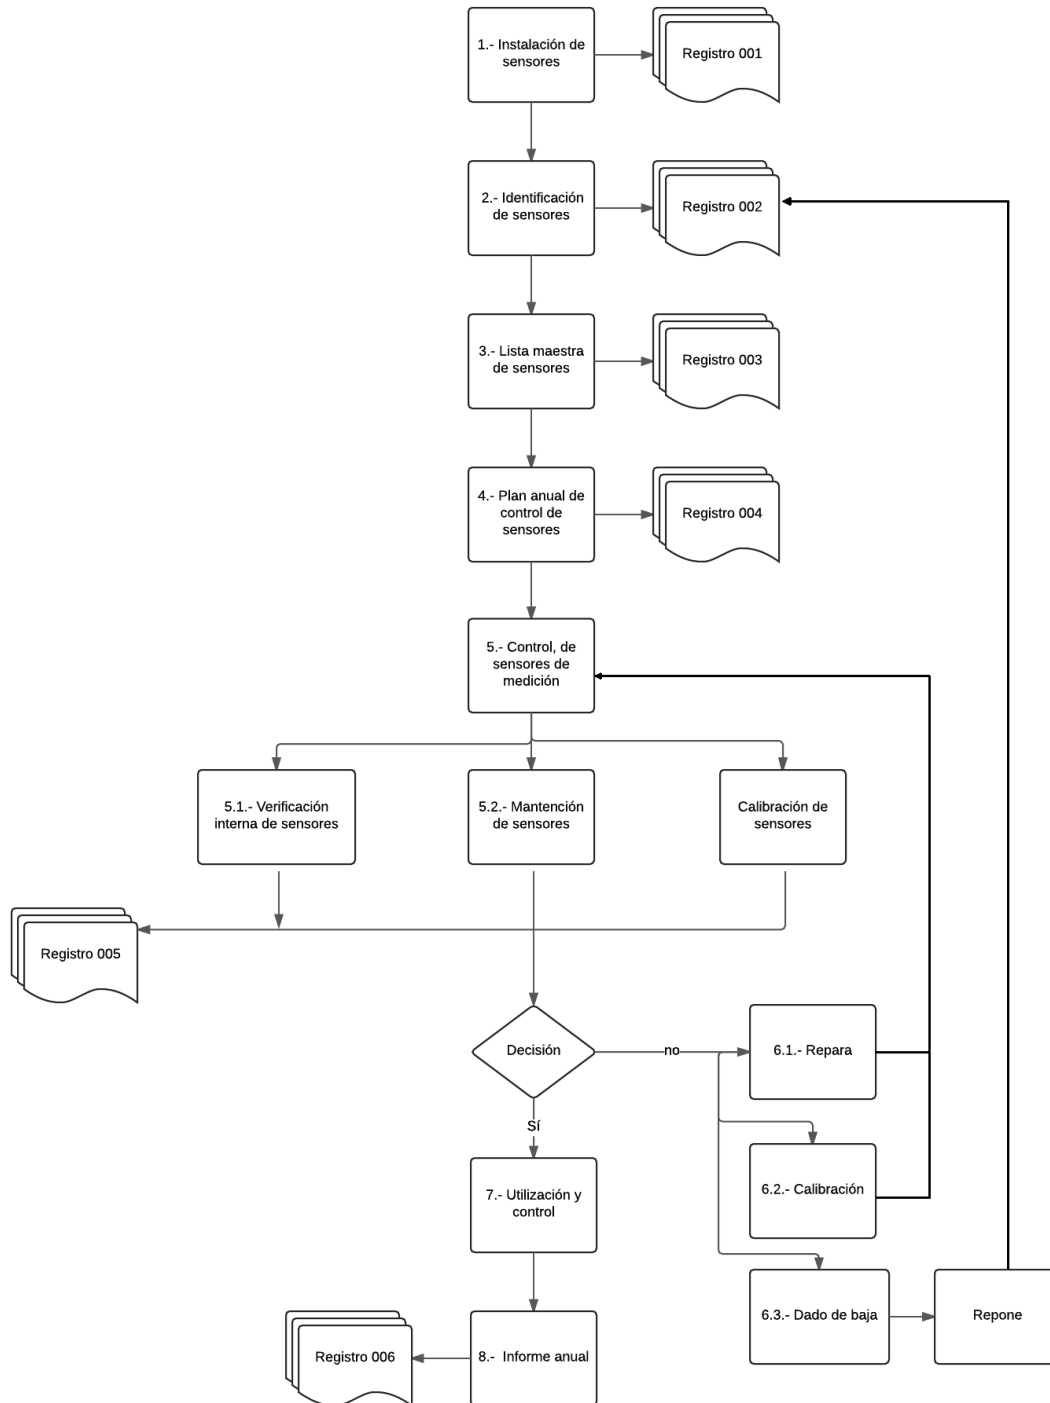 1.- Instalación de
sensores
Registro 001
2.- Identificación
de sensores
Registro 002
3.- Lista maestra
de sensores
Registro 003
4.- Plan anual de
control de
sensores
Registro 004
5.- Control, de
sensores de
medición
5.1.- Verificación
interna de sensores
5.2.- Mantención
de sensores
Calibración de
sensores
Registro 005
Decisión
no
6.1.- Repara
Sí
6.2.- Calibración
7.- Utilización y
control
6.3.- Dado de baja
Repone
Registro 006
8.- Informe anual